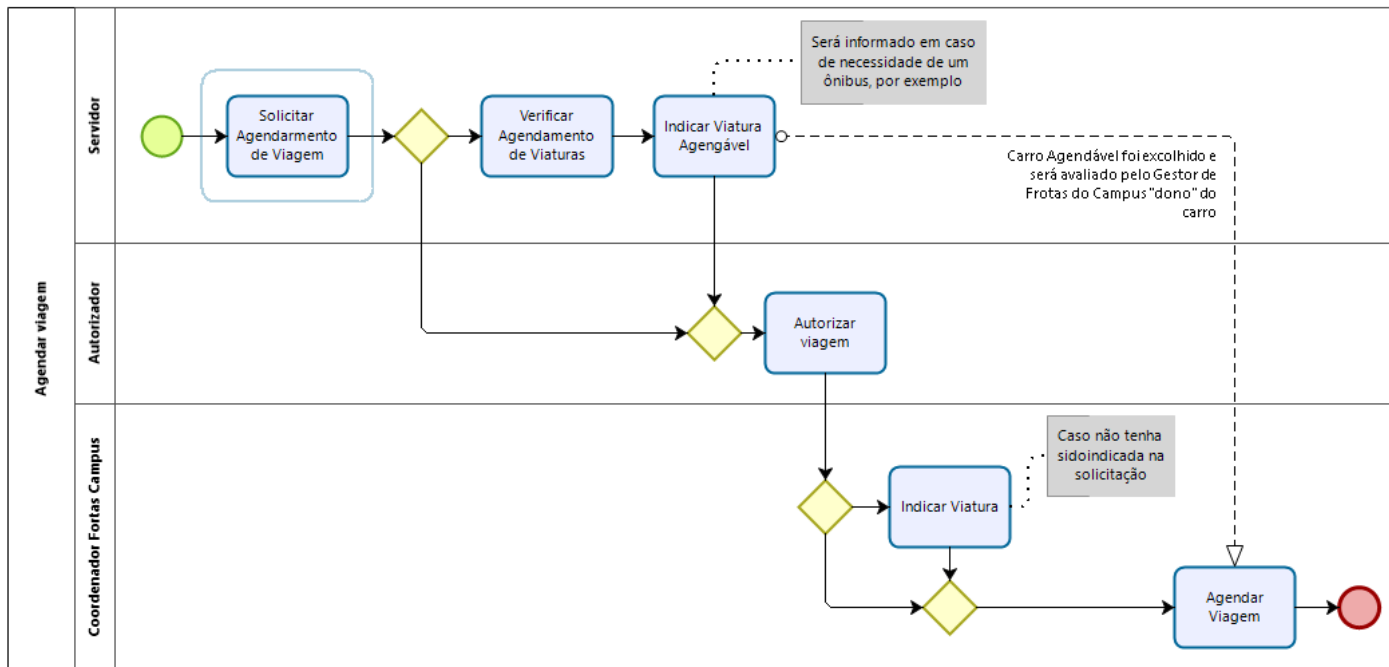 Agendar viagem
Servidor
Solicitar
Agendarmento
de Viagem
Verificar
Agendamento
de Viaturas
Indicar Viatura
Agengável
Será informado em caso
de necessidade de um
ônibus, por exemplo
Carro Agendável foi excolhido e
será avaliado pelo Gestor de
Frotas do Campus "dono" do
carro
Autorizador
Autorizar
viagem
Coordenador Fortas Campus
Indicar Viatura
Caso não tenha
sidoindicada na
solicitação
Agendar
Viagem